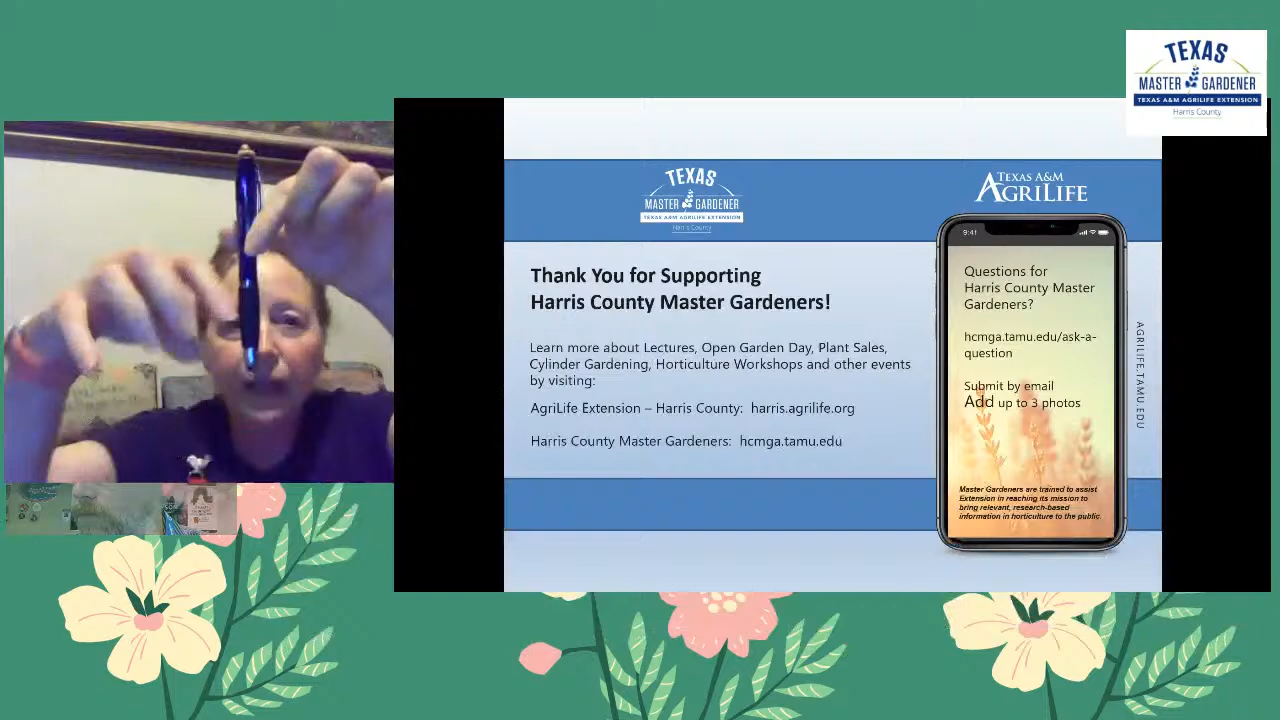 TEXAS
MASTER GARDENER
TEXAS A&M AGRILIFE EXTENSION
Harris County
TEXAS
MASTER GARDENER
TEXAS A&M AGRILIFE EXTENSION
Harris County
TEXAS A&M
AGRILIFE
Thank You for Supporting
Harris County Master Gardeners!
Learn more about Lectures, Open Garden Day, Plant Sales,
Cylinder Gardening, Horticulture Workshops and other events
by visiting:
AgriLife Extension – Harris County: harris.agrilife.org
Harris County Master Gardeners: hcmga.tamu.edu
9:41
Questions for
Harris County Master
Gardeners?
hcmga.tamu.edu/ask-a-
question
Submit by email
Add up to 3 photos
Master Gardeners are trained to assist
Extension in reaching its mission to
bring relevant, research-based
information in horticulture to the public.
AGRILIFE.TAMU.EDU